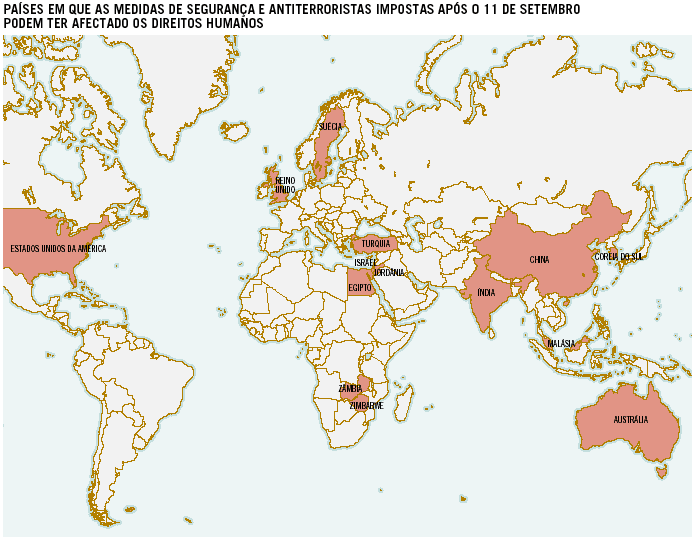 PAÍSES EM QUE AS MEDIDAS DE SEGURANÇA E ANTITERRORISTAS IMPOSTAS APÓS O 11 DE SETEMBRO
PODEM TER AFECTADO OS DIREITOS HUMANOS
SUÉCIA
REINO
UNIDO
ESTADOS UNIDOS DA AMÉRICA
TURQUIA
ISRAEL
JORDÂNIA
EGIPTO
CHINA
COREIA DO SUL
ÍNDIA
MALÁSIA
ZÂMBIA
ZIMBABWE
AUSTRÁLIA